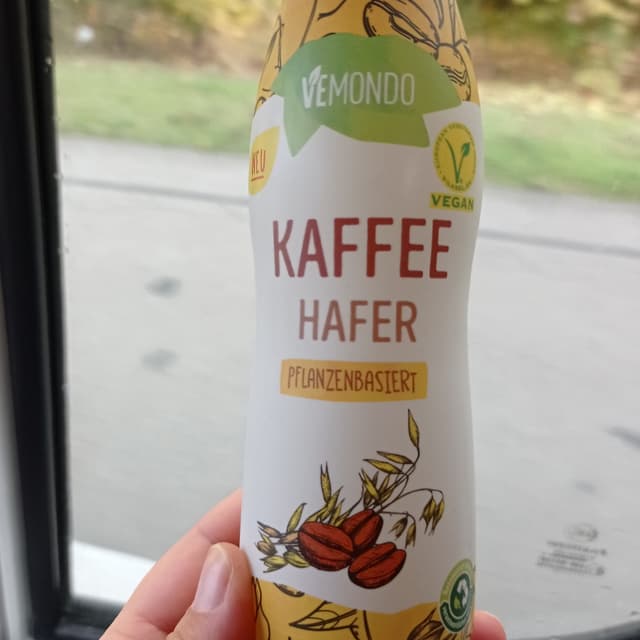 VEMONDO
NEU
VEGAN
KAFFEE
HAFER
PFLANZENBASIERT